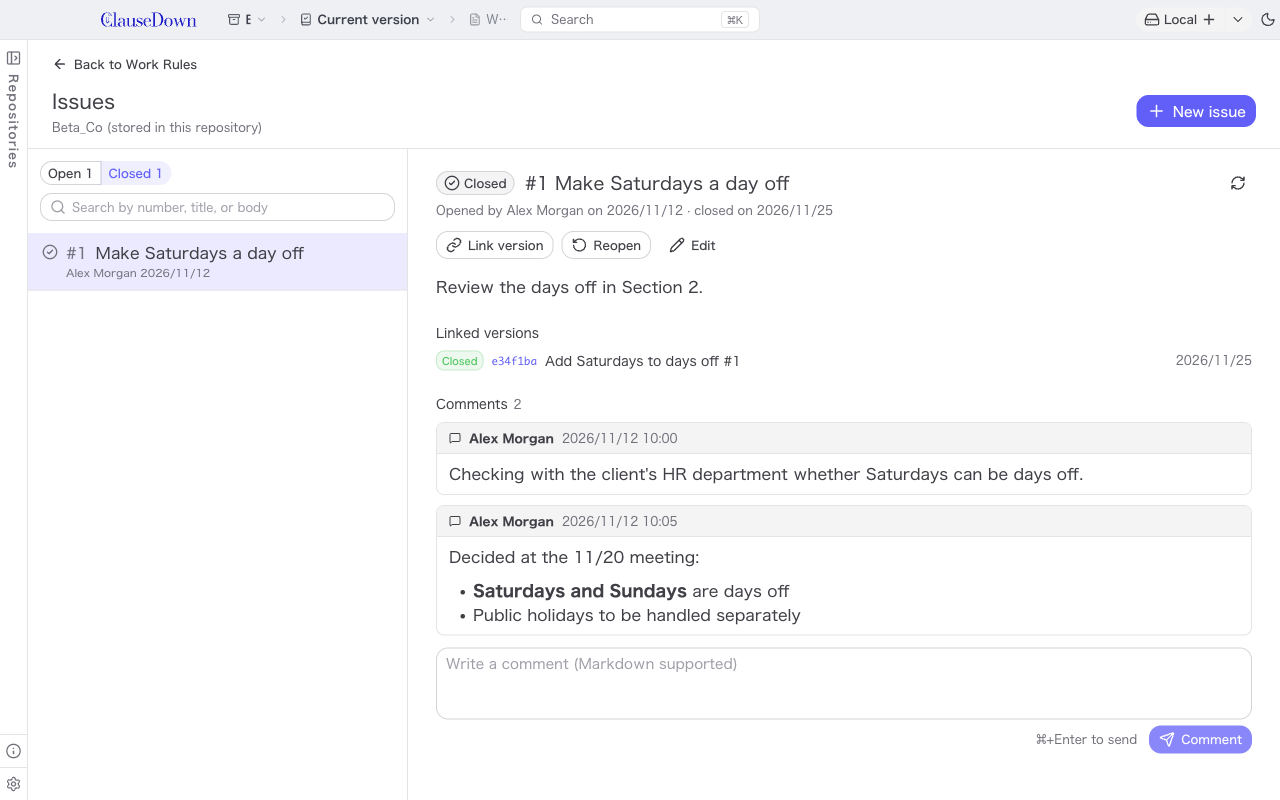 ClauseDown
Current version
Search
⌘K
Local
Repositories
Back to Work Rules
Issues
Beta_Co (stored in this repository)
New issue
Open 1
Closed 1
Search by number, title, or body
#1 Make Saturdays a day off
Alex Morgan 2026/11/12
Closed
#1 Make Saturdays a day off
Opened by Alex Morgan on 2026/11/12 · closed on 2026/11/25
Link version
Reopen
Edit
Review the days off in Section 2.
Linked versions
Closed e34f1ba Add Saturdays to days off #1 2026/11/25
Comments 2
Alex Morgan 2026/11/12 10:00
Checking with the client's HR department whether Saturdays can be days off.
Alex Morgan 2026/11/12 10:05
Decided at the 11/20 meeting:
• Saturdays and Sundays are days off
• Public holidays to be handled separately
Write a comment (Markdown supported)
⌘+Enter to send
Comment